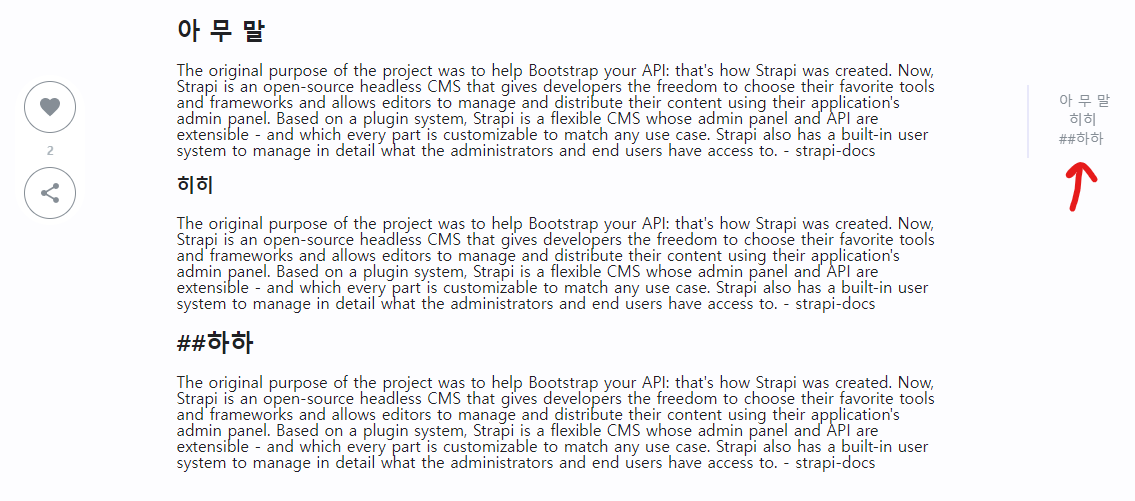 아 무 말
The original purpose of the project was to help Bootstrap your API: that's how Strapi was created. Now,
Strapi is an open-source headless CMS that gives developers the freedom to choose their favorite tools
and frameworks and allows editors to manage and distribute their content using their application's
admin panel. Based on a plugin system, Strapi is a flexible CMS whose admin panel and API are
extensible - and which every part is customizable to match any use case. Strapi also has a built-in user
system to manage in detail what the administrators and end users have access to. - strapi-docs
히히
The original purpose of the project was to help Bootstrap your API: that's how Strapi was created. Now,
Strapi is an open-source headless CMS that gives developers the freedom to choose their favorite tools
and frameworks and allows editors to manage and distribute their content using their application's
admin panel. Based on a plugin system, Strapi is a flexible CMS whose admin panel and API are
extensible - and which every part is customizable to match any use case. Strapi also has a built-in user
system to manage in detail what the administrators and end users have access to. - strapi-docs
##하하
The original purpose of the project was to help Bootstrap your API: that's how Strapi was created. Now,
Strapi is an open-source headless CMS that gives developers the freedom to choose their favorite tools
and frameworks and allows editors to manage and distribute their content using their application's
admin panel. Based on a plugin system, Strapi is a flexible CMS whose admin panel and API are
extensible - and which every part is customizable to match any use case. Strapi also has a built-in user
system to manage in detail what the administrators and end users have access to. - strapi-docs
2
아 무 말
히히
##하하